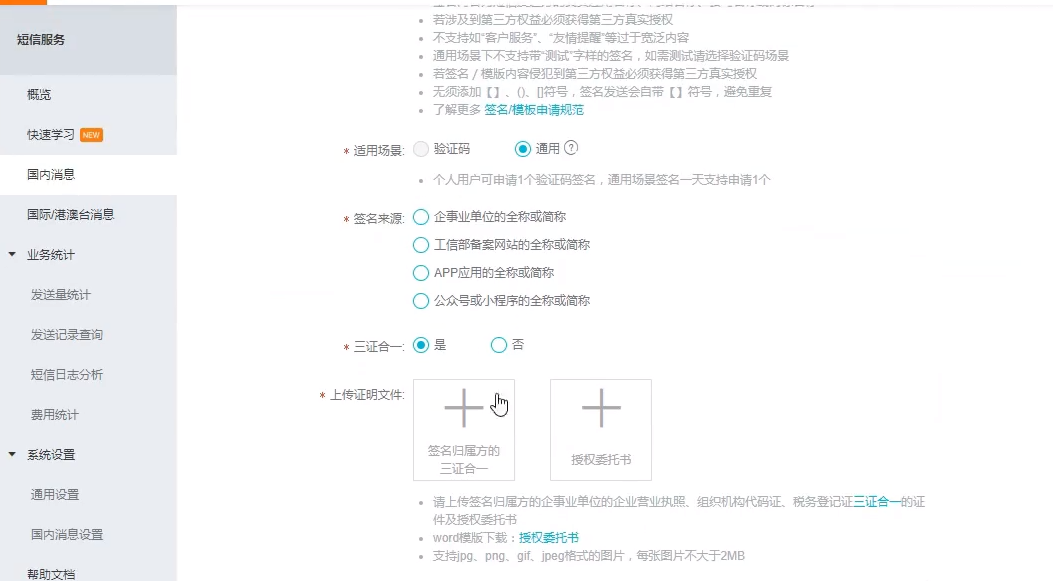 短信服务
概览
快速学习 NEW
国内消息
国际/港澳台消息
业务统计
发送量统计
发送记录查询
短信日志分析
费用统计
系统设置
通用设置
国内消息设置
帮助文档
若涉及到第三方权益必须获得第三方真实授权
不支持如“客户服务”、“友情提醒”等过于宽泛内容
通用场景下不支持带“测试”字样的签名，如需测试请选择验证码场景
若签名 / 模版内容侵犯到第三方权益必须获得第三方真实授权
无须添加【 】、()、[]符号，签名发送会自带【 】符号，避免重复
了解更多 签名/模板申请规范
* 适用场景: 验证码 通用 ?
个人用户可申请1个验证码签名，通用场景签名一天支持申请1个
* 签名来源: 企事业单位的全称或简称
工信部备案网站的全称或简称
APP应用的全称或简称
公众号或小程序的全称或简称
* 三证合一: 是 否
* 上传证明文件:
签名归属方的
三证合一
授权委托书
请上传签名归属方的企事业单位的企业营业执照、组织机构代码证、税务登记证三证合一的证
件及授权委托书
word模版下载：授权委托书
支持jpg、png、gif、jpeg格式的图片，每张图片不大于2MB